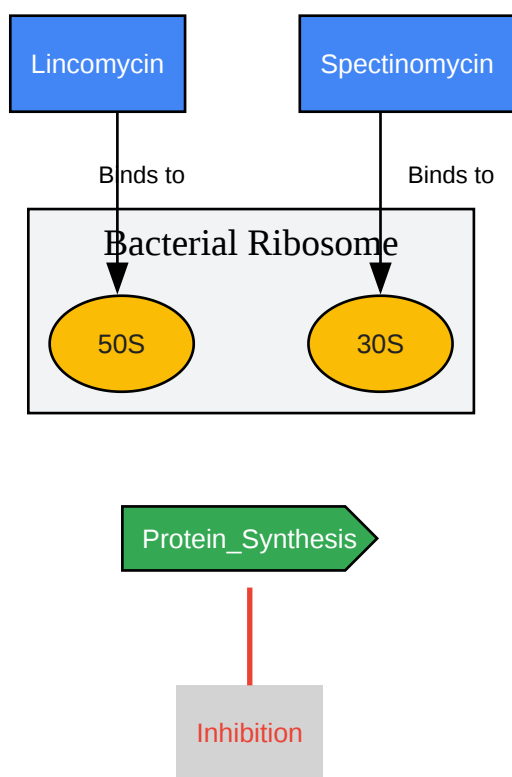 Lincomycin
Spectinomycin
Binds to
Binds to
Bacterial Ribosome
50S
30S
Protein_Synthesis
Inhibition